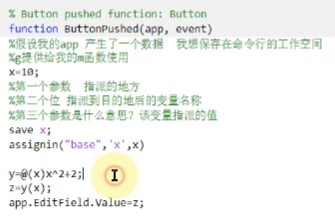 % Button pushed function: Button
function ButtonPushed(app, event)
%假设我的app 产生了一个数据 我想保存在命令行的工作空间
%g提供给我的m函数使用
x=10;
%第一个参数 指派的地方
%第二个位 指派到目的地后的变量名称
%第三个参数是什么意思？该变量指派的值
save x;
assignin("base",'x',x)
y=@(x)x^2+2;
z=y(x);
app.EditField.Value=z;